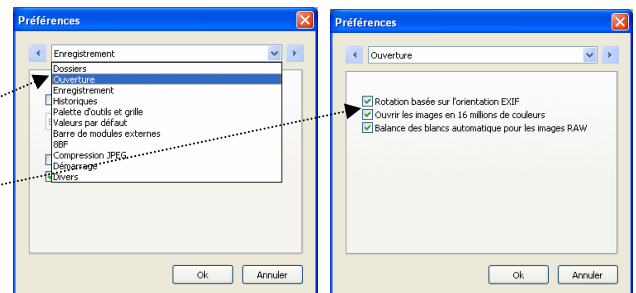 Préférences
Enregistrement
Dossiers
Ouverture
Enregistrement
Historiques
Palette d'outils et grille
Valeurs par défaut
Barre de modules externes
8BF
Compression JPEG
Démarrage
Divers
Ok
Annuler
Préférences
Ouverture
Rotation basée sur l'orientation EXIF
Ouvrir les images en 16 millions de couleurs
Balance des blancs automatique pour les images RAW
Ok
Annuler